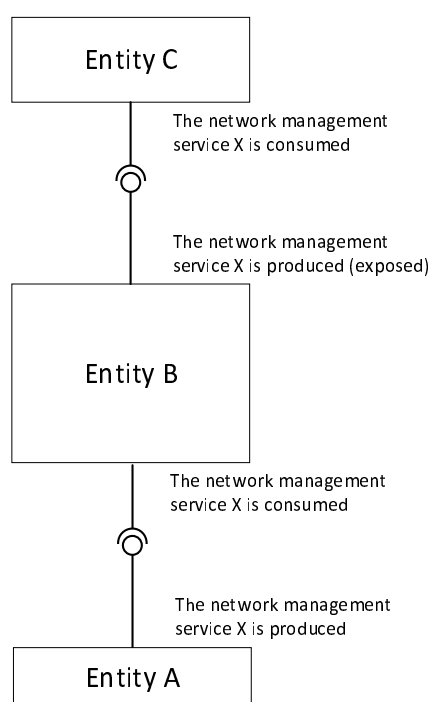 Entity C
The network management
service X is consumed
The network management
service X is produced (exposed)
Entity B
The network management
service X is consumed
The network management
service X is produced
Entity A